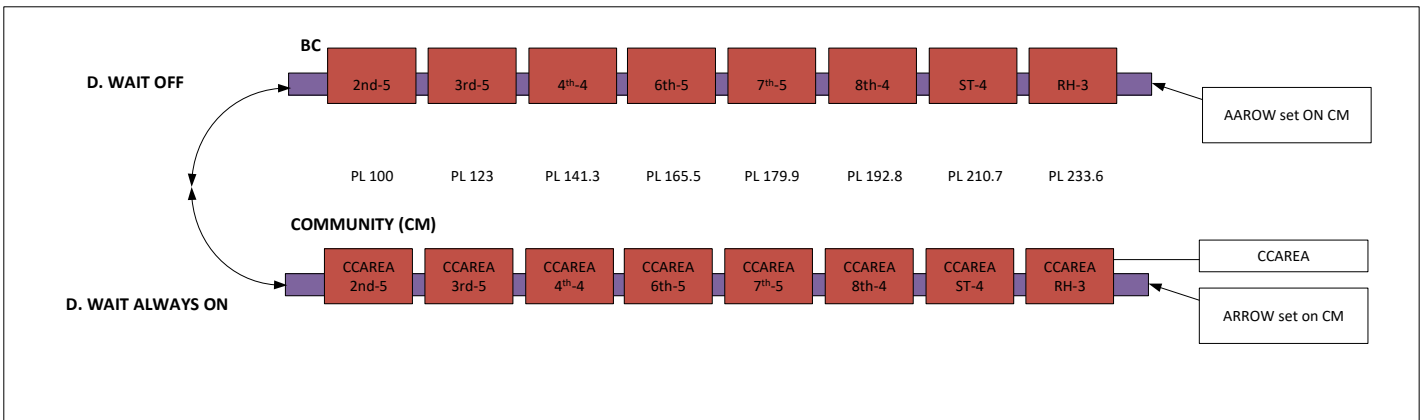 BC
D. WAIT OFF
2nd-5 3rd-5 4th-4 6th-5 7th-5 8th-4 ST-4 RH-3
AAROW set ON CM
PL 100 PL 123 PL 141.3 PL 165.5 PL 179.9 PL 192.8 PL 210.7 PL 233.6
COMMUNITY (CM)
CCAREA CCAREA CCAREA CCAREA CCAREA CCAREA CCAREA CCAREA
2nd-5 3rd-5 4th-4 6th-5 7th-5 8th-4 ST-4 RH-3
CCAREA
D. WAIT ALWAYS ON
ARROW set on CM